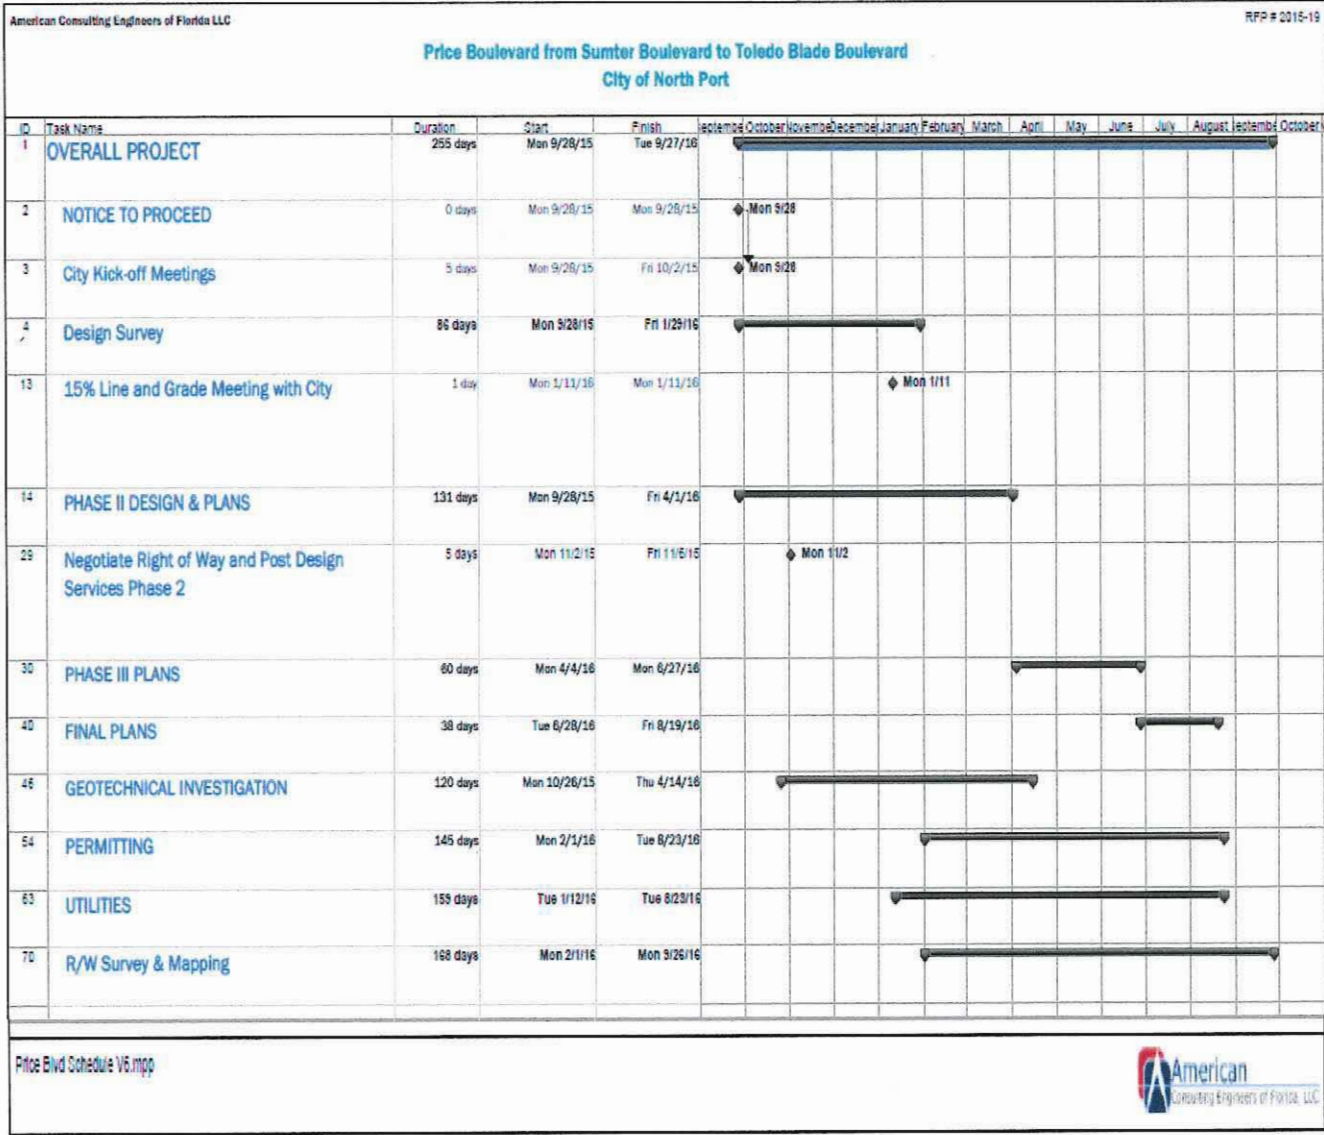 American Consulting Engineers of Florida LLC
RFP # 2015-19
Price Boulevard from Sumter Boulevard to Toledo Blade Boulevard
City of North Port
ID Task Name Duration Start Finish eptembe October Novembe December January February March April May June July August eptembe October
1 OVERALL PROJECT 255 days Mon 9/28/15 Tue 9/27/16
2 NOTICE TO PROCEED 0 days Mon 9/28/15 Mon 9/28/15 Mon 9/28
3 City Kick-off Meetings 5 days Mon 9/28/15 Fri 10/2/15 Mon 9/28
4 Design Survey 86 days Mon 9/28/15 Fri 1/29/16
13 15% Line and Grade Meeting with City 1 day Mon 1/11/16 Mon 1/11/16 Mon 1/11
14 PHASE II DESIGN & PLANS 131 days Mon 9/28/15 Fri 4/1/16
29 Negotiate Right of Way and Post Design 5 days Mon 11/2/15 Fri 11/6/15 Mon 11/2
Services Phase 2
30 PHASE III PLANS 60 days Mon 4/4/16 Mon 6/27/16
40 FINAL PLANS 38 days Tue 6/28/16 Fri 8/19/16
46 GEOTECHNICAL INVESTIGATION 120 days Mon 10/26/15 Thu 4/14/16
54 PERMITTING 145 days Mon 2/1/16 Tue 8/23/16
63 UTILITIES 159 days Tue 1/12/16 Tue 8/23/16
70 R/W Survey & Mapping 168 days Mon 2/1/16 Mon 9/26/16
Price Blvd Schedule V6.mpp
American
Consulting Engineers of Florida, LLC